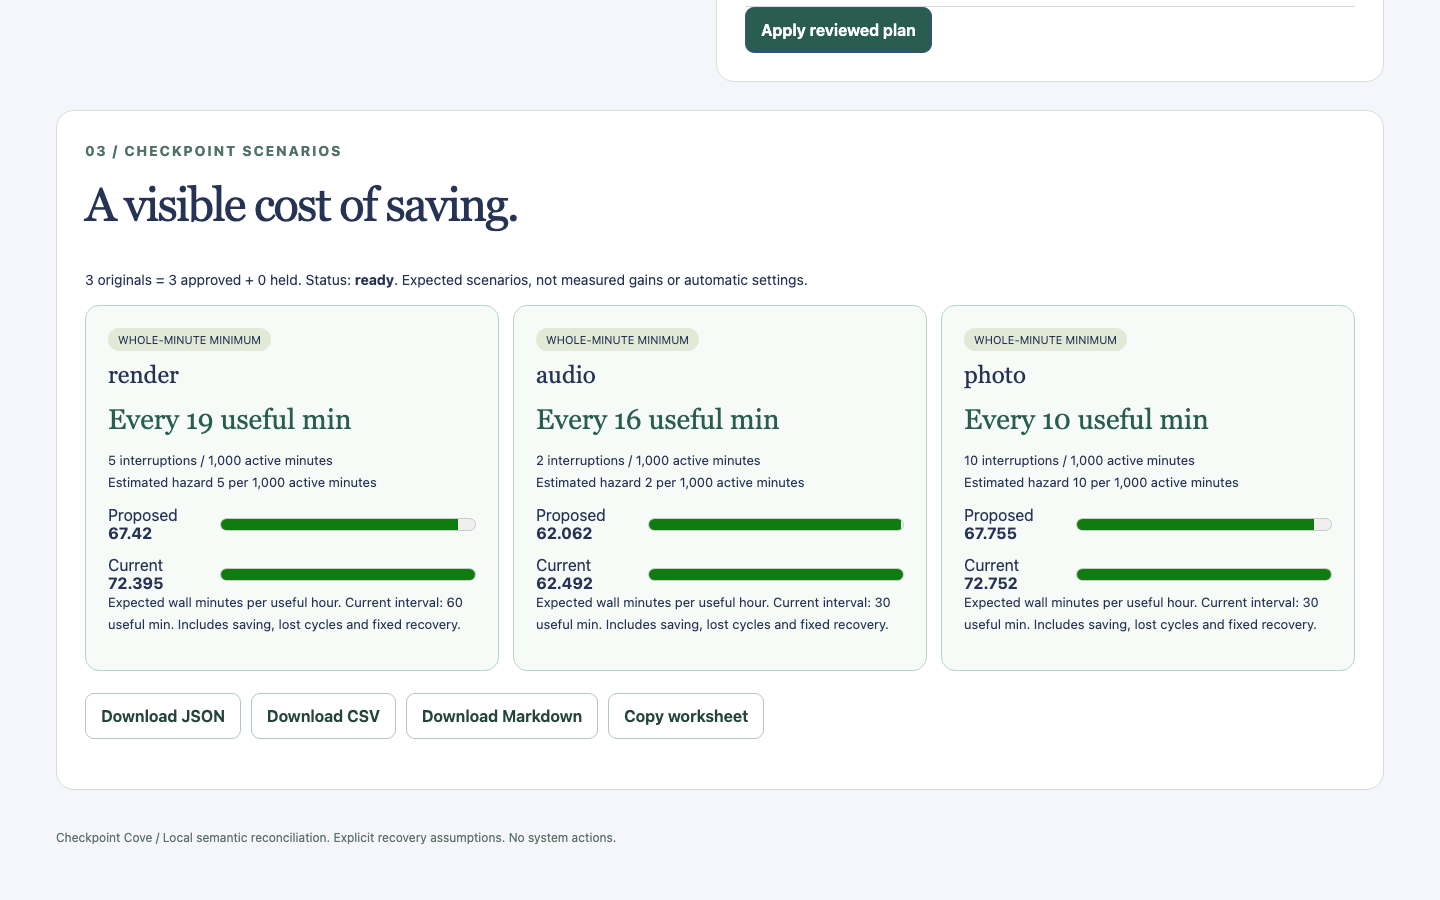 Apply reviewed plan
03 / CHECKPOINT SCENARIOS
A visible cost of saving.
3 originals = 3 approved + 0 held. Status: ready. Expected scenarios, not measured gains or automatic settings.
WHOLE-MINUTE MINIMUM
render
Every 19 useful min
5 interruptions / 1,000 active minutes
Estimated hazard 5 per 1,000 active minutes
Proposed
67.42
Current
72.395
Expected wall minutes per useful hour. Current interval: 60
useful min. Includes saving, lost cycles and fixed recovery.
WHOLE-MINUTE MINIMUM
audio
Every 16 useful min
2 interruptions / 1,000 active minutes
Estimated hazard 2 per 1,000 active minutes
Proposed
62.062
Current
62.492
Expected wall minutes per useful hour. Current interval: 30
useful min. Includes saving, lost cycles and fixed recovery.
WHOLE-MINUTE MINIMUM
photo
Every 10 useful min
10 interruptions / 1,000 active minutes
Estimated hazard 10 per 1,000 active minutes
Proposed
67.755
Current
72.752
Expected wall minutes per useful hour. Current interval: 30
useful min. Includes saving, lost cycles and fixed recovery.
Download JSON
Download CSV
Download Markdown
Copy worksheet
Checkpoint Cove / Local semantic reconciliation. Explicit recovery assumptions. No system actions.